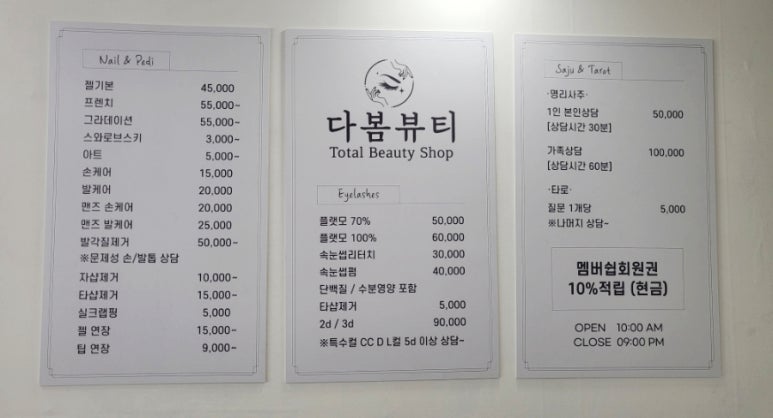 Nail & Pedi
젤기본 45,000
프렌치 55,000~
그라데이션 55,000~
스와로브스키 3,000~
아트 5,000~
손케어 15,000
발케어 20,000
맨즈 손케어 20,000
맨즈 발케어 25,000
발각질제거 50,000~
※문제성 손/발톱 상담
자샵제거 10,000~
타샵제거 15,000~
실크랩핑 5,000
젤 연장 15,000~
팁 연장 9,000~
다봄뷰티
Total Beauty Shop
Eyelashes
플랫모 70% 50,000
플랫모 100% 60,000
속눈썹리터치 30,000
속눈썹펌 40,000
단백질 / 수분영양 포함
타샵제거 5,000
2d / 3d 90,000
※특수컬 CC D L컬 5d 이상 상담~
Saju & Tarot
·명리사주·
1인 본인상담 50,000
[상담시간 30분]
가족상담 100,000
[상담시간 60분]
·타로·
질문 1개당 5,000
※나머지 상담~
멤버쉽회원권
10%적립 (현금)
OPEN 10:00 AM
CLOSE 09:00 PM